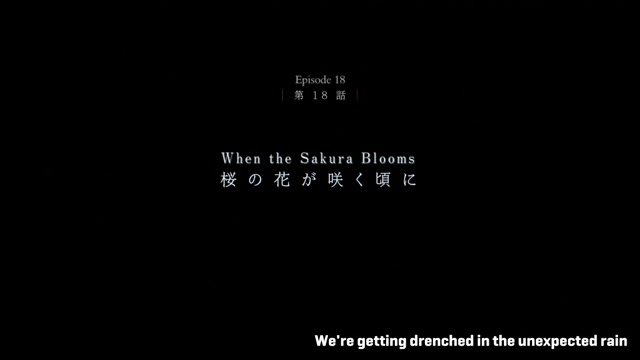 Episode 18
第 18 話
When the Sakura Blooms
桜の花が咲く頃に
We're getting drenched in the unexpected rain